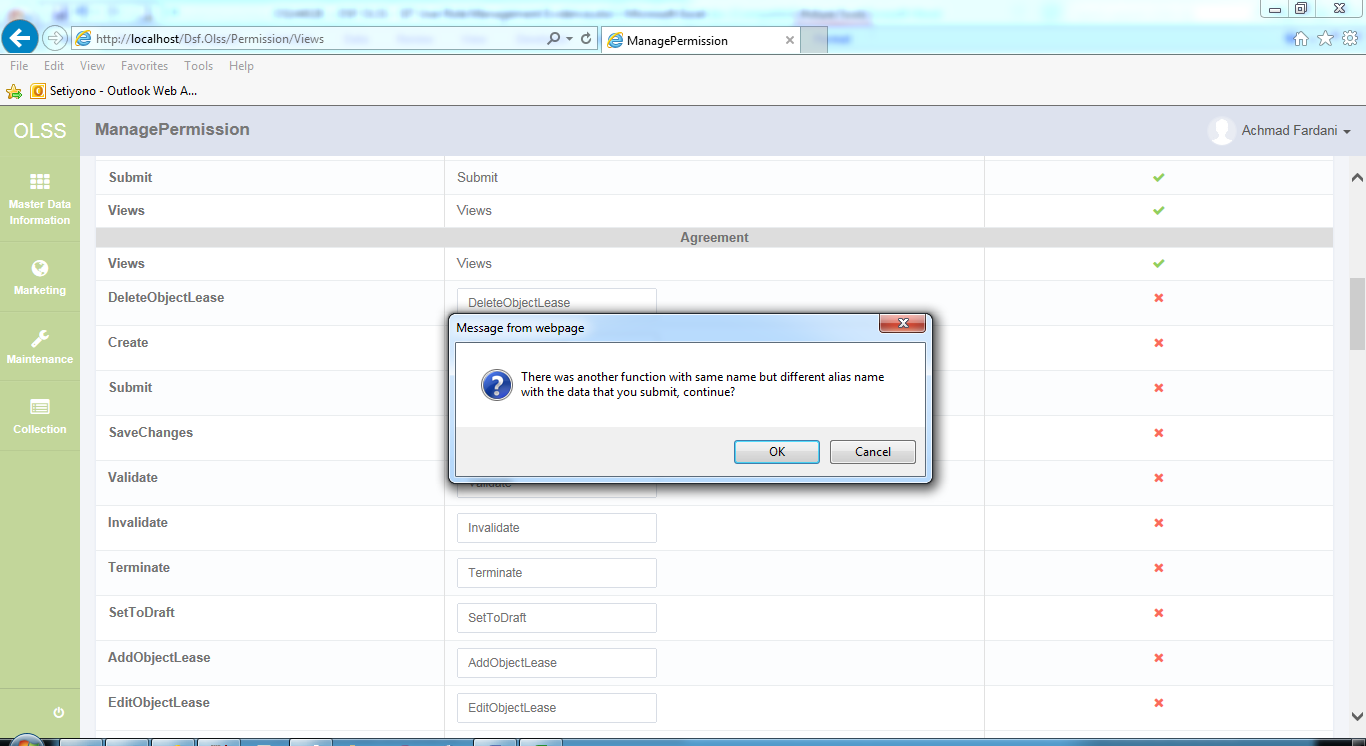 http://localhost/Dsf.Olss/Permission/Views
ManagePermission
File Edit View Favorites Tools Help
Setiyono - Outlook Web A...
OLSS
ManagePermission
Achmad Fardani
Master Data
Information
Marketing
Maintenance
Collection
Submit Submit
Views Views
Agreement
Views Views
DeleteObjectLease DeleteObjectLease
Create
Submit
SaveChanges
Validate Validate
Message from webpage
There was another function with same name but different alias name
with the data that you submit, continue?
OK Cancel
Invalidate Invalidate
Terminate Terminate
SetToDraft SetToDraft
AddObjectLease AddObjectLease
EditObjectLease EditObjectLease